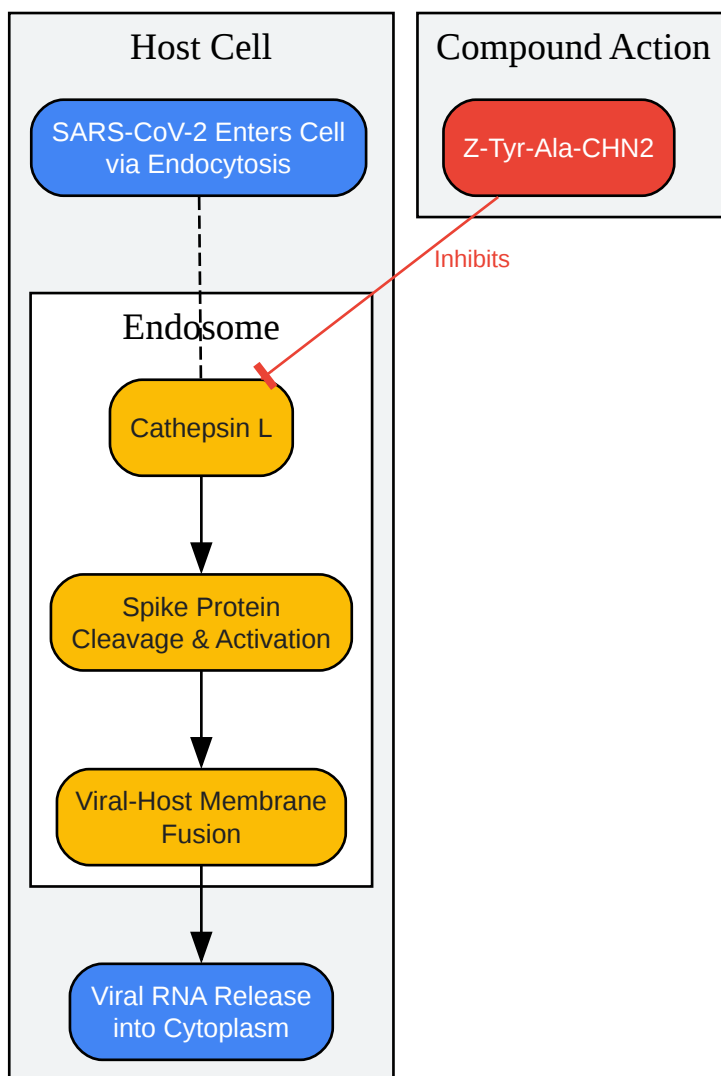 Host Cell
Compound Action
SARS-CoV-2 Enters Cell
via Endocytosis
Z-Tyr-Ala-CHN2
Inhibits
Endosome
Cathepsin L
Spike Protein
Cleavage & Activation
Viral-Host Membrane
Fusion
Viral RNA Release
into Cytoplasm